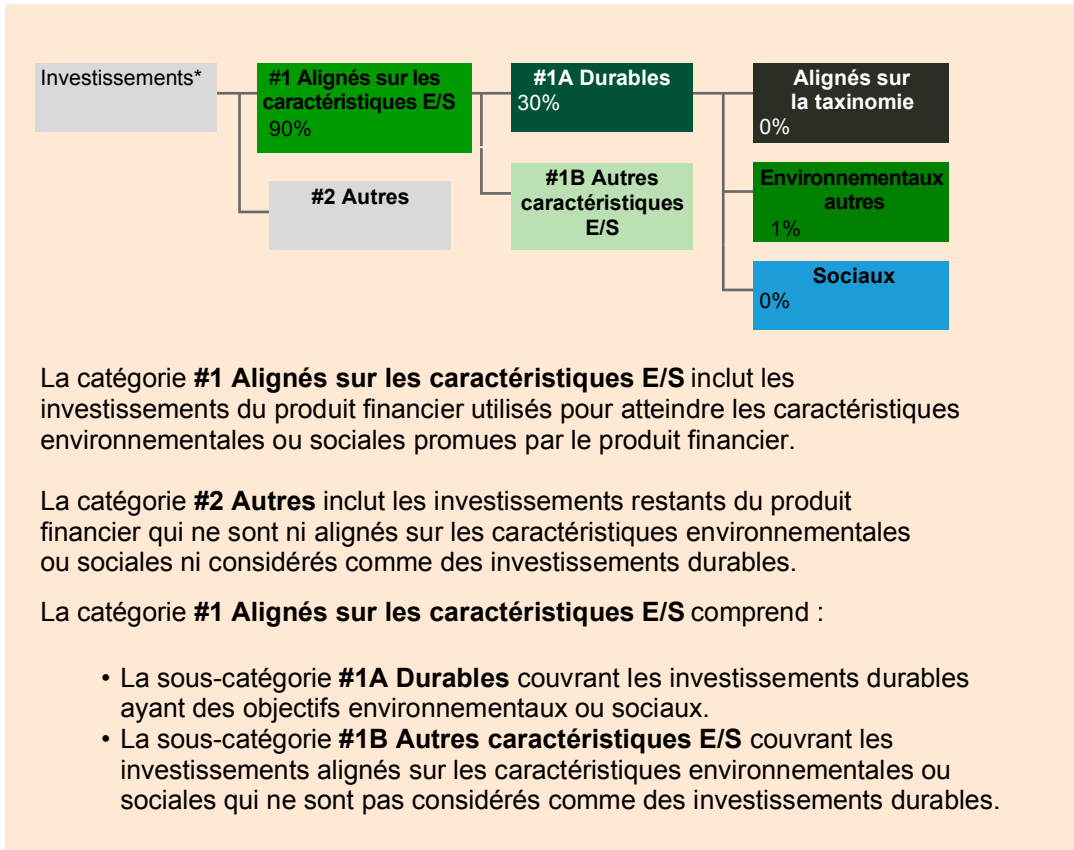 Investissements*
#1 Alignés sur les
caractéristiques E/S
90%
#2 Autres
#1A Durables
30%
#1B Autres
caractéristiques
E/S
Alignés sur
la taxinomie
0%
Environnementaux
autres
1%
Sociaux
0%
La catégorie #1 Alignés sur les caractéristiques E/S inclut les
investissements du produit financier utilisés pour atteindre les caractéristiques
environnementales ou sociales promues par le produit financier.
La catégorie #2 Autres inclut les investissements restants du produit
financier qui ne sont ni alignés sur les caractéristiques environnementales
ou sociales ni considérés comme des investissements durables.
La catégorie #1 Alignés sur les caractéristiques E/S comprend :
• La sous-catégorie #1A Durables couvrant les investissements durables
ayant des objectifs environnementaux ou sociaux.
• La sous-catégorie #1B Autres caractéristiques E/S couvrant les
investissements alignés sur les caractéristiques environnementales ou
sociales qui ne sont pas considérés comme des investissements durables.